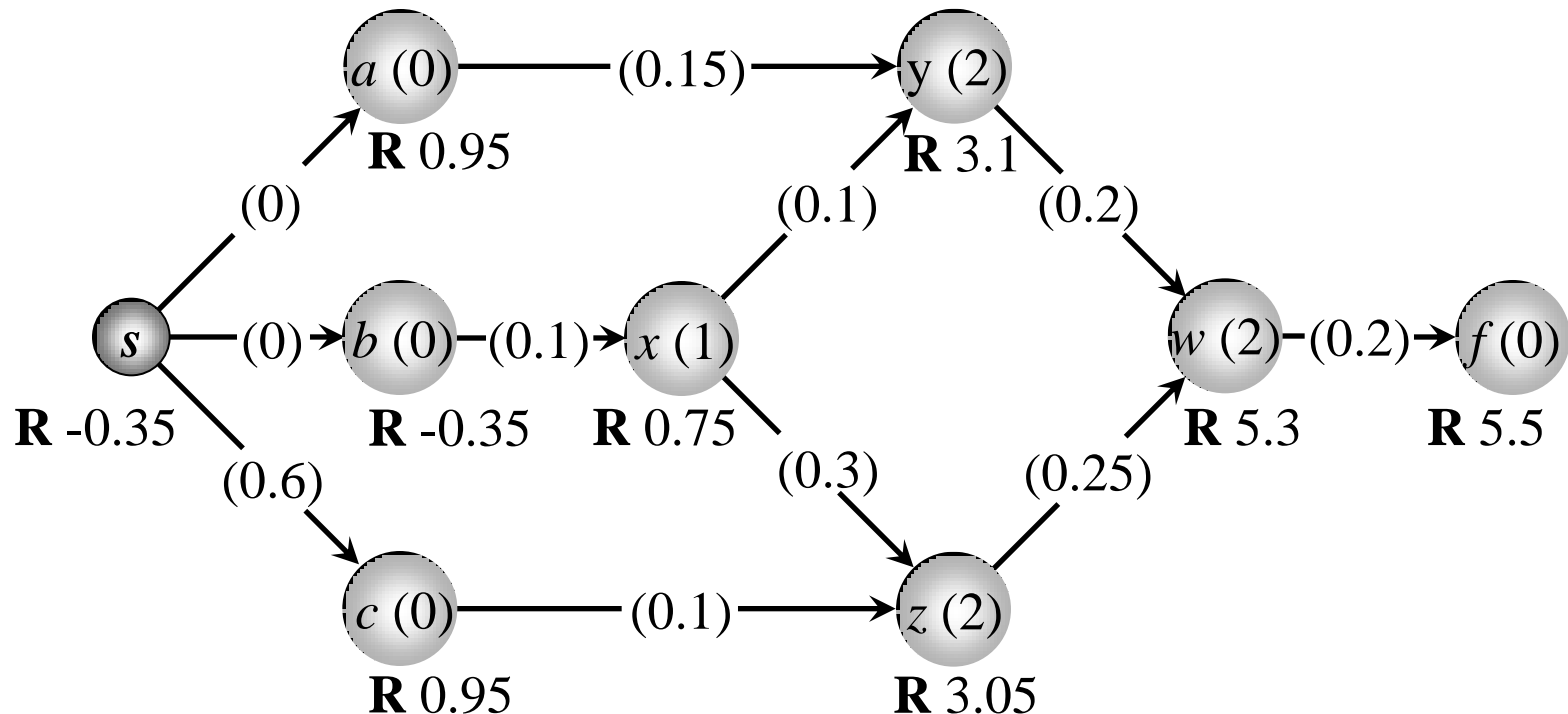 a (0)
(0.15)
y (2)
R 0.95
R 3.1
(0)
(0.1)
(0.2)
s
(0)
b (0)
(0.1)
x (1)
w (2)
(0.2)
f (0)
R -0.35
R -0.35
R 0.75
R 5.3
R 5.5
(0.6)
(0.3)
(0.25)
c (0)
(0.1)
z (2)
R 0.95
R 3.05